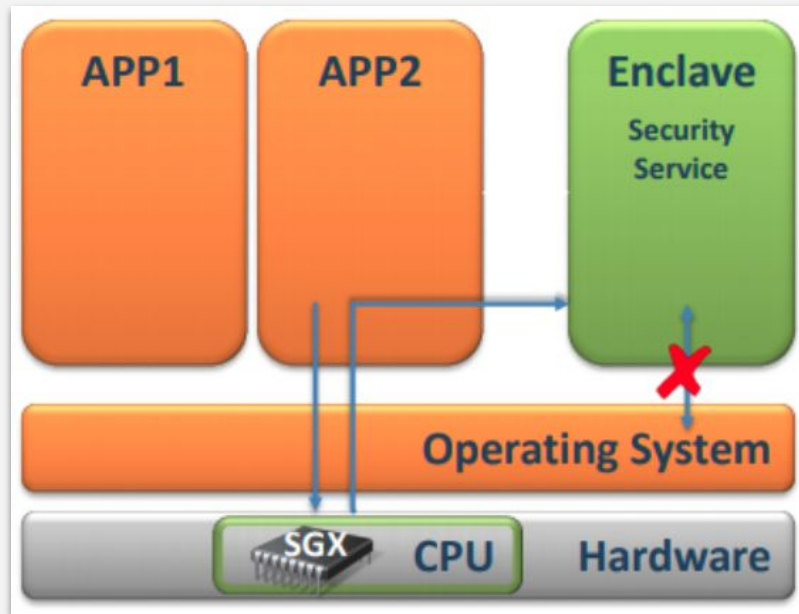 APP1
APP2
Enclave
Security
Service
Operating System
SGX
CPU
Hardware